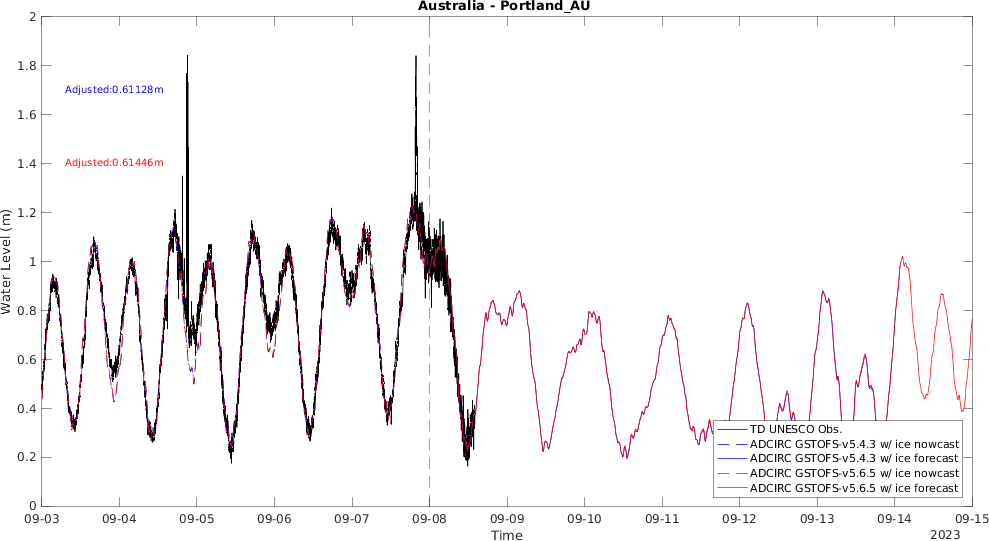 Australia - Portland_AU
2
1.8
1.6
1.4
1.2
1
0.8
0.6
0.4
0.2
0
Water Level (m)
Adjusted:0.61128m
Adjusted:0.61446m
TD UNESCO Obs.
ADCIRC GSTOFS-v5.4.3 w/ ice nowcast
ADCIRC GSTOFS-v5.4.3 w/ ice forecast
ADCIRC GSTOFS-v5.6.5 w/ ice nowcast
ADCIRC GSTOFS-v5.6.5 w/ ice forecast
09-03 09-04 09-05 09-06 09-07 09-08 09-09 09-10 09-11 09-12 09-13 09-14 09-15
Time
2023